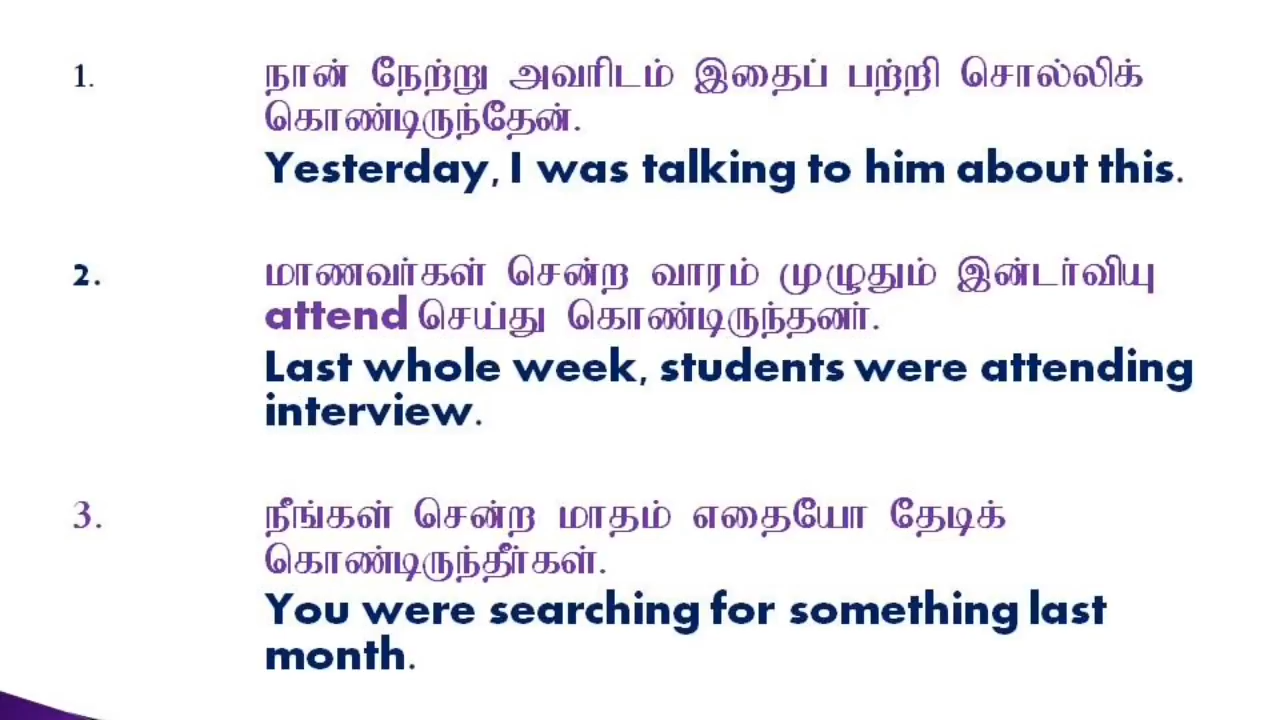 1. நான் நேற்று அவரிடம் இதைப் பற்றி சொல்லிக்
கொண்டிருந்தேன்.
Yesterday, I was talking to him about this.
2. மாணவர்கள் சென்ற வாரம் முழுதும் இன்டர்வியு
attend செய்து கொண்டிருந்தனர்.
Last whole week, students were attending
interview.
3. நீங்கள் சென்ற மாதம் எதையோ தேடிக்
கொண்டிருந்தீர்கள்.
You were searching for something last
month.